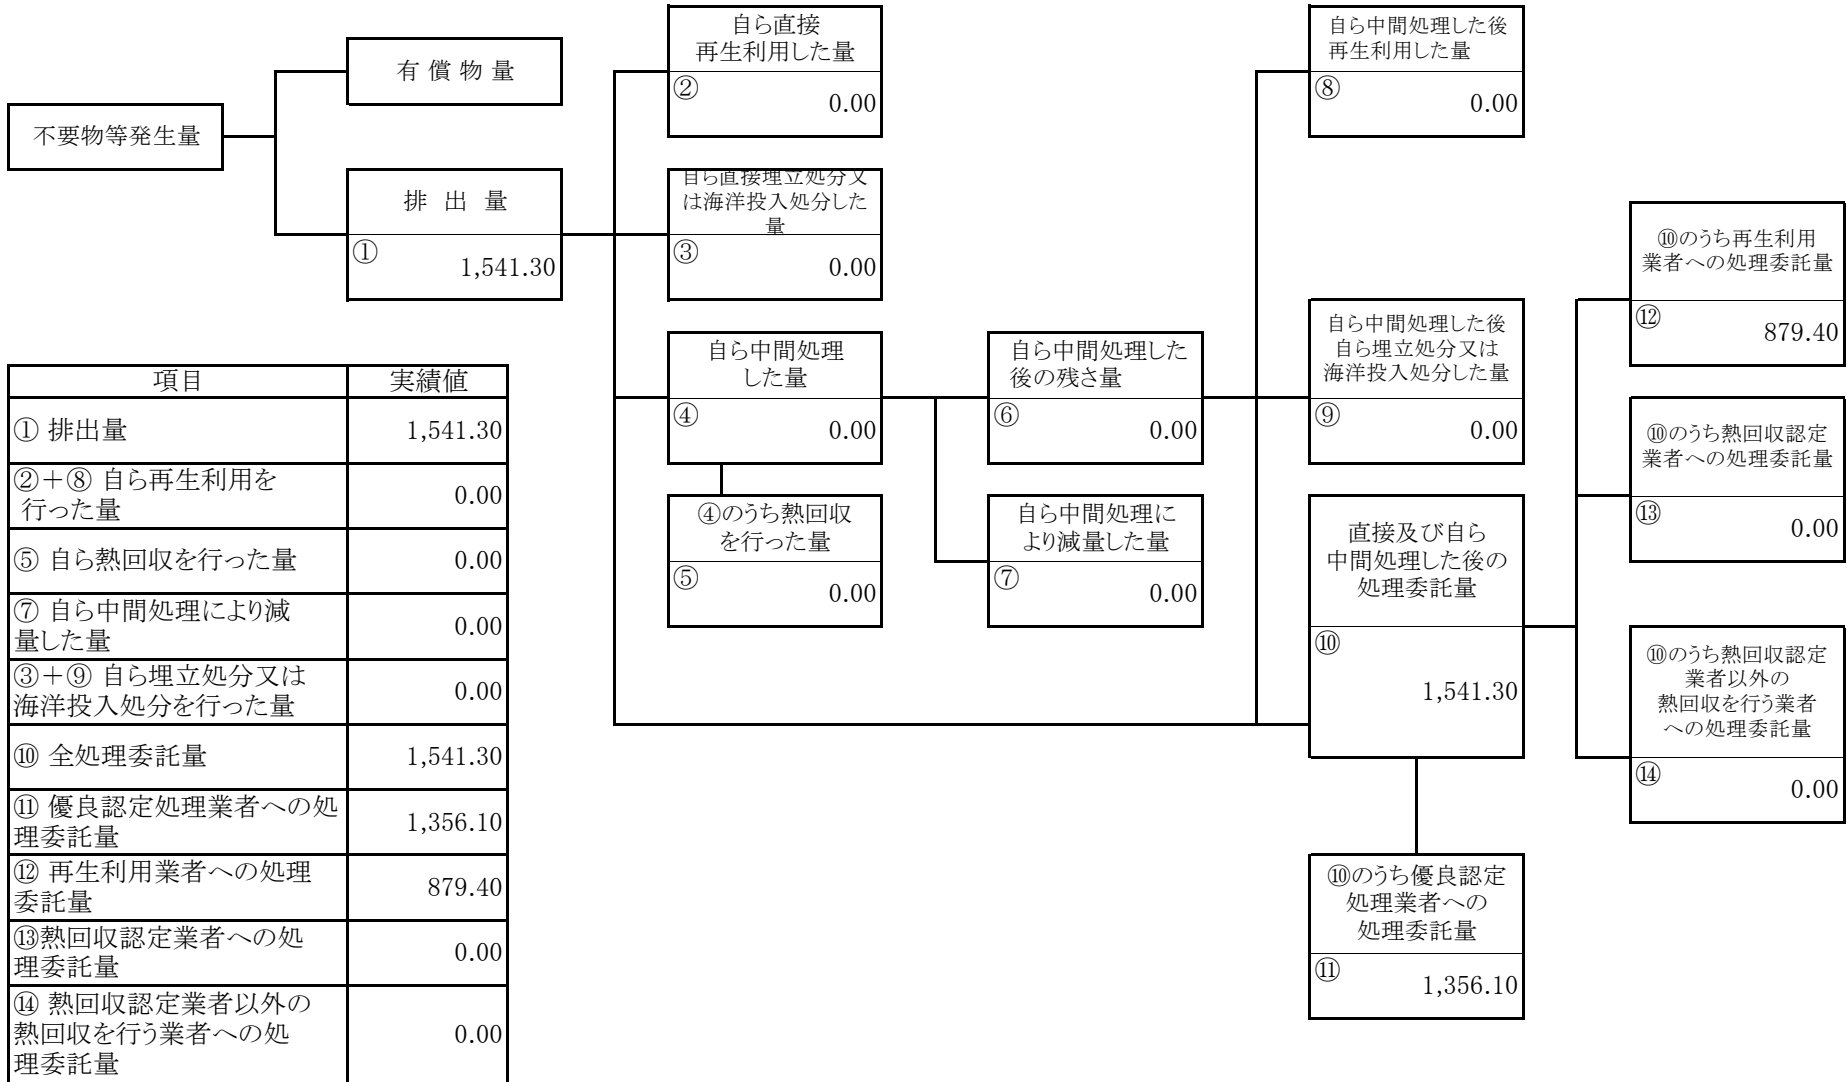 不要物等発生量
有 償 物 量
排 出 量
①
1,541.30
自ら直接
再生利用した量
②
0.00
自ら直接埋立処分又
は海洋投入処分した
量
③
0.00
自ら中間処理
した量
④
0.00
④のうち熱回収
を行った量
⑤
0.00
自ら中間処理した
後の残さ量
⑥
0.00
自ら中間処理に
より減量した量
⑦
0.00
自ら中間処理した後
再生利用した量
⑧
0.00
自ら中間処理した後
自ら埋立処分又は
海洋投入処分した量
⑨
0.00
直接及び自ら
中間処理した後の
処理委託量
⑩
1,541.30
⑩のうち優良認定
処理業者への
処理委託量
⑪
1,356.10
⑩のうち再生利用
業者への処理委託量
⑫
879.40
⑩のうち熱回収認定
業者への処理委託量
⑬
0.00
⑩のうち熱回収認定
業者以外の
熱回収を行う業者
への処理委託量
⑭
0.00
項目 実績値
① 排出量 1,541.30
②＋⑧ 自ら再生利用を
行った量 0.00
⑤ 自ら熱回収を行った量 0.00
⑦ 自ら中間処理により減
量した量 0.00
③＋⑨ 自ら埋立処分又は
海洋投入処分を行った量 0.00
⑩ 全処理委託量 1,541.30
⑪ 優良認定処理業者への処
理委託量 1,356.10
⑫ 再生利用業者への処理
委託量 879.40
⑬熱回収認定業者への処
理委託量 0.00
⑭ 熱回収認定業者以外の
熱回収を行う業者への処
理委託量 0.00